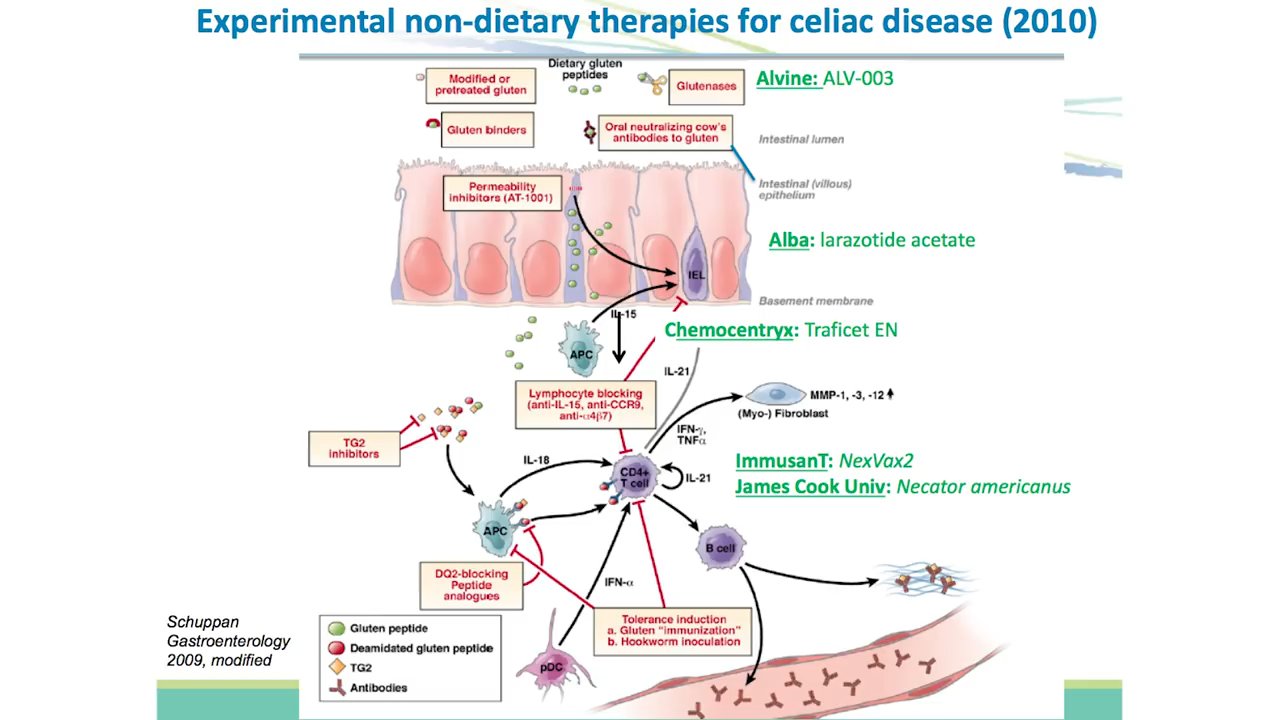 Experimental non-dietary therapies for celiac disease (2010)
Dietary gluten
peptides
Modified or
pretreated gluten
Glutenases
Alvine: ALV-003
Gluten binders
Oral neutralizing cow's
antibodies to gluten
Intestinal lumen
Permeability
inhibitors (AT-1001)
Intestinal (villous)
epithelium
Alba: larazotide acetate
IEL
Basement membrane
IL-15
APC
Chemocentryx: Traficet EN
IL-21
Lymphocyte blocking
(anti-IL-15, anti-CCR9,
anti-α4β7)
MMP-1, -3, -12
(Myo-) Fibroblast
IFN-γ,
TNFα
TG2
inhibitors
IL-18
CD4+
T cell
IL-21
ImmusanT: NexVax2
James Cook Univ: Necator americanus
APC
B cell
DQ2-blocking
Peptide
analogues
IFN-α
Tolerance induction
a. Gluten "immunization"
b. Hookworm inoculation
pDC
Schuppan
Gastroenterology
2009, modified
Gluten peptide
Deamidated gluten peptide
TG2
Antibodies